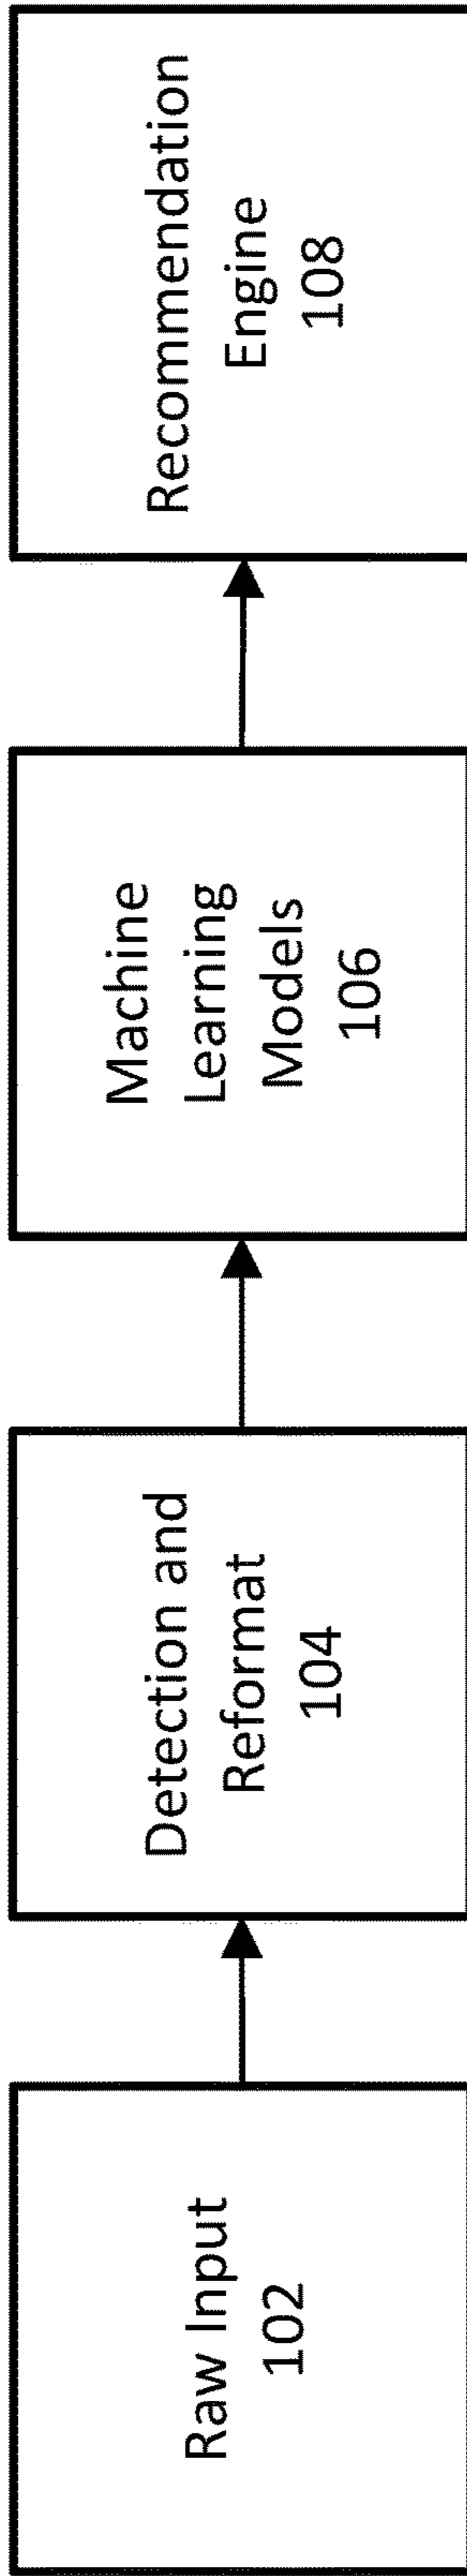 Raw Input
102
Detection and
Reformat
104
Machine
Learning
Models
106
Recommendation
Engine
108